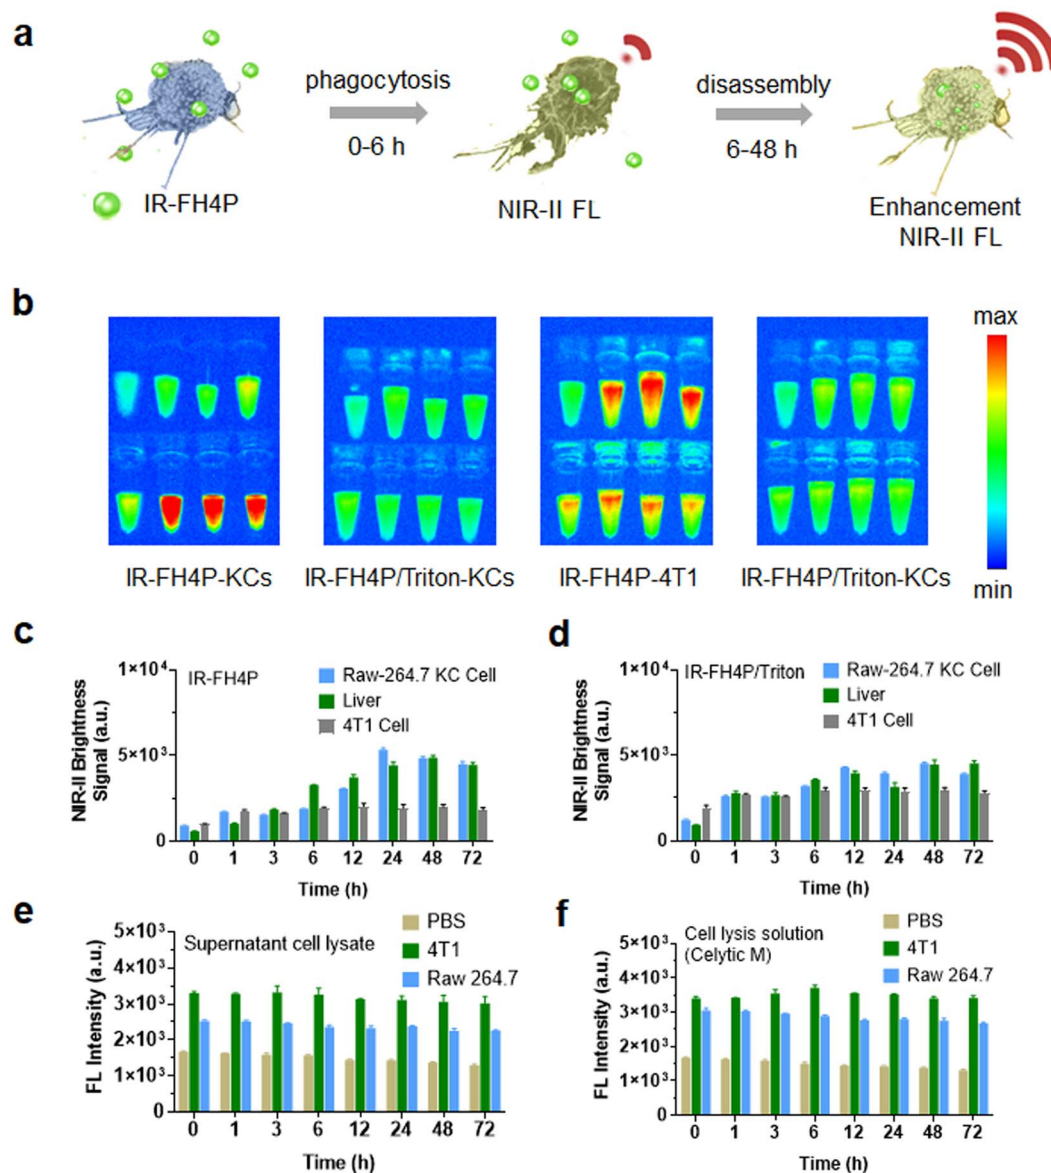 a
phagocytosis
0-6 h
disassembly
6-48 h
IR-FH4P
NIR-II FL
Enhancement
NIR-II FL
b
max
min
IR-FH4P-KCs
IR-FH4P/Triton-KCs
IR-FH4P-4T1
IR-FH4P/Triton-KCs
c
NIR-II Brightness
Signal (a.u.)
1×10⁴
5×10³
0
IR-FH4P
Raw-264.7 KC Cell
Liver
4T1 Cell
0 1 3 6 12 24 48 72
Time (h)
d
NIR-II Brightness
Signal (a.u.)
1×10⁴
5×10³
0
IR-FH4P/Triton
Raw-264.7 KC Cell
Liver
4T1 Cell
0 1 3 6 12 24 48 72
Time (h)
e
FL Intensity (a.u.)
5×10³
4×10³
3×10³
2×10³
1×10³
0
PBS
Supernatant cell lysate
4T1
Raw 264.7
0 1 3 6 12 24 48 72
Time (h)
f
FL Intensity (a.u.)
5×10³
4×10³
3×10³
2×10³
1×10³
0
PBS
Cell lysis solution
(Celytic M)
4T1
Raw 264.7
0 1 3 6 12 24 48 72
Time (h)